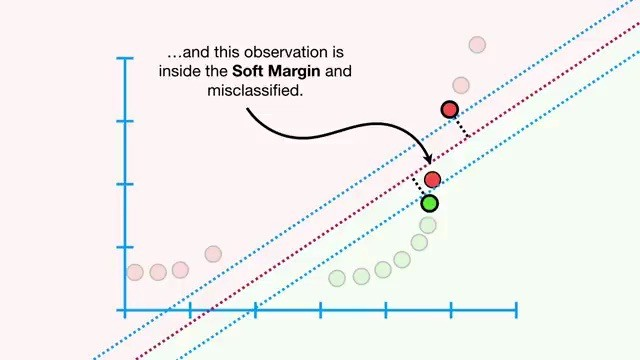 …and this observation is
inside the Soft Margin and
misclassified.